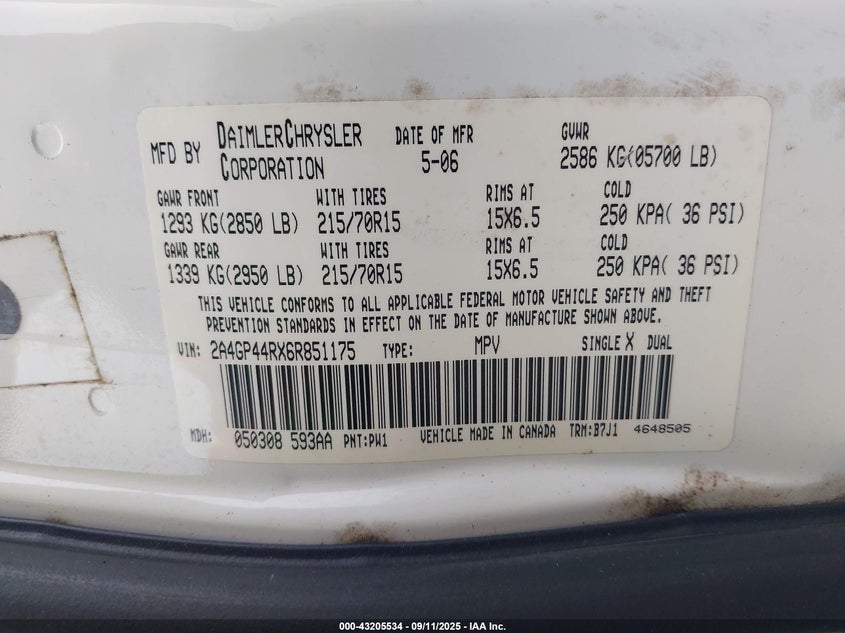 MFD BY DAIMLERCHRYSLER CORPORATION DATE OF MFR 5-06 GVWR 2586 KG(05700 LB)
GAWR FRONT WITH TIRES RIMS AT COLD
1293 KG(2850 LB) 215/70R15 15X6.5 250 KPA( 36 PSI)
GAWR REAR WITH TIRES RIMS AT COLD
1339 KG(2950 LB) 215/70R15 15X6.5 250 KPA( 36 PSI)
THIS VEHICLE CONFORMS TO ALL APPLICABLE FEDERAL MOTOR VEHICLE SAFETY AND THEFT
PREVENTION STANDARDS IN EFFECT ON THE DATE OF MANUFACTURE SHOWN ABOVE.
VIN: 2A4GP44RX6R851175 TYPE: MPV SINGLE X DUAL
MDH: 050308 593AA PNT:PW1 VEHICLE MADE IN CANADA TRM:B7J1 4648505
000-43205534 - 09/11/2025 - IAA Inc.